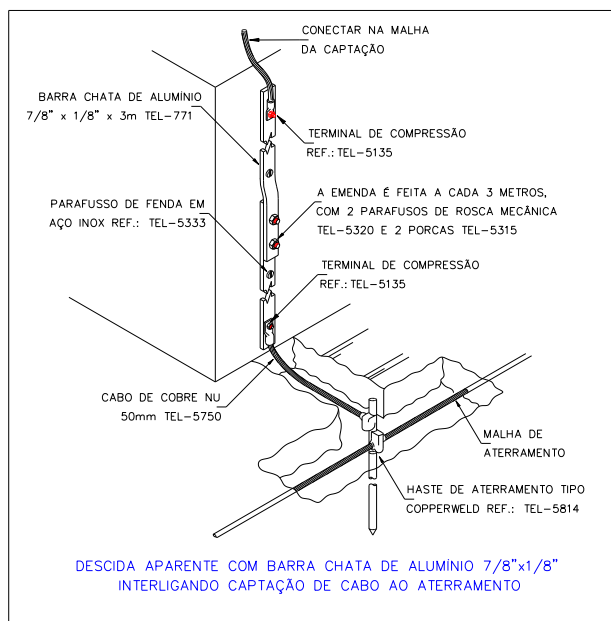 CONECTAR NA MALHA
DA CAPTAÇÃO
BARRA CHATA DE ALUMÍNIO
7/8" x 1/8" x 3m TEL-771
TERMINAL DE COMPRESSÃO
REF.: TEL-5135
PARAFUSO DE FENDA EM
AÇO INOX REF.: TEL-5333
A EMENDA É FEITA A CADA 3 METROS,
COM 2 PARAFUSOS DE ROSCA MECÂNICA
TEL-5320 E 2 PORCAS TEL-5315
TERMINAL DE COMPRESSÃO
REF.: TEL-5135
CABO DE COBRE NU
50mm TEL-5750
MALHA DE
ATERRAMENTO
HASTE DE ATERRAMENTO TIPO
COPPERWELD REF.: TEL-5814
DESCIDA APARENTE COM BARRA CHATA DE ALUMÍNIO 7/8"x1/8"
INTERLIGANDO CAPTAÇÃO DE CABO AO ATERRAMENTO